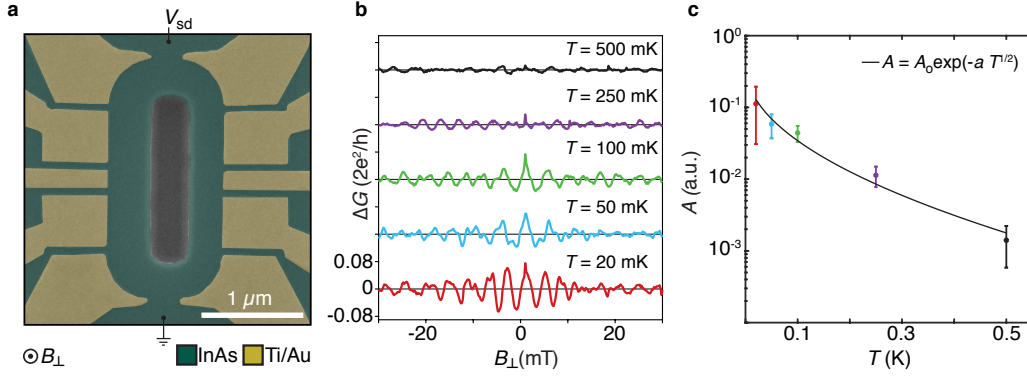 a
V_sd
1 µm
⊙ B⊥
InAs
Ti/Au
b
T = 500 mK
T = 250 mK
T = 100 mK
T = 50 mK
T = 20 mK
ΔG (2e²/h)
0.08
0
-0.08
-20
0
20
B⊥(mT)
c
A = A₀exp(-a T^1/2)
10⁻¹
10⁻²
10⁻³
A (a.u.)
0.1
0.3
0.5
T (K)